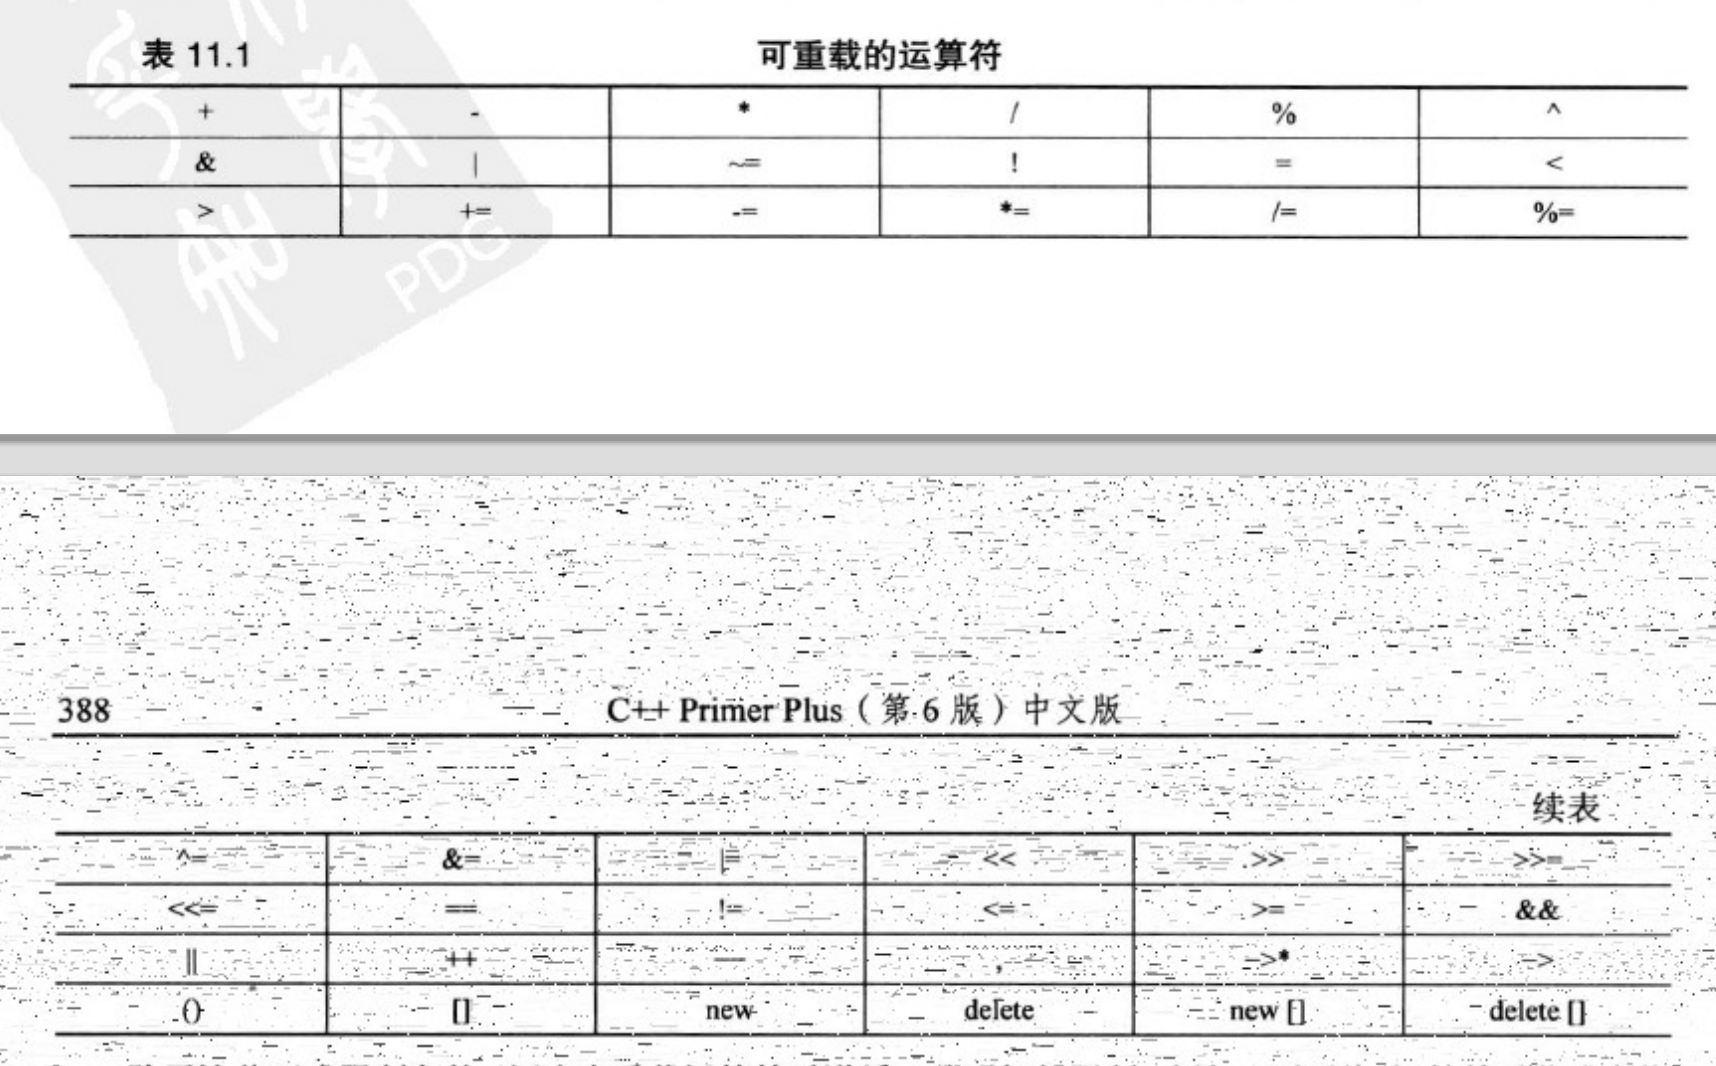 表 11.1 可重载的运算符
+ - * / % ^
& | ~= ! = <
> += -= *= /= %=
PDG
388 C++ Primer Plus（第 6 版）中文版
续表
^= &= |= << >> >>=
<<= == != <= >= &&
|| ++ -- , ->* ->
() [] new delete new [] delete []